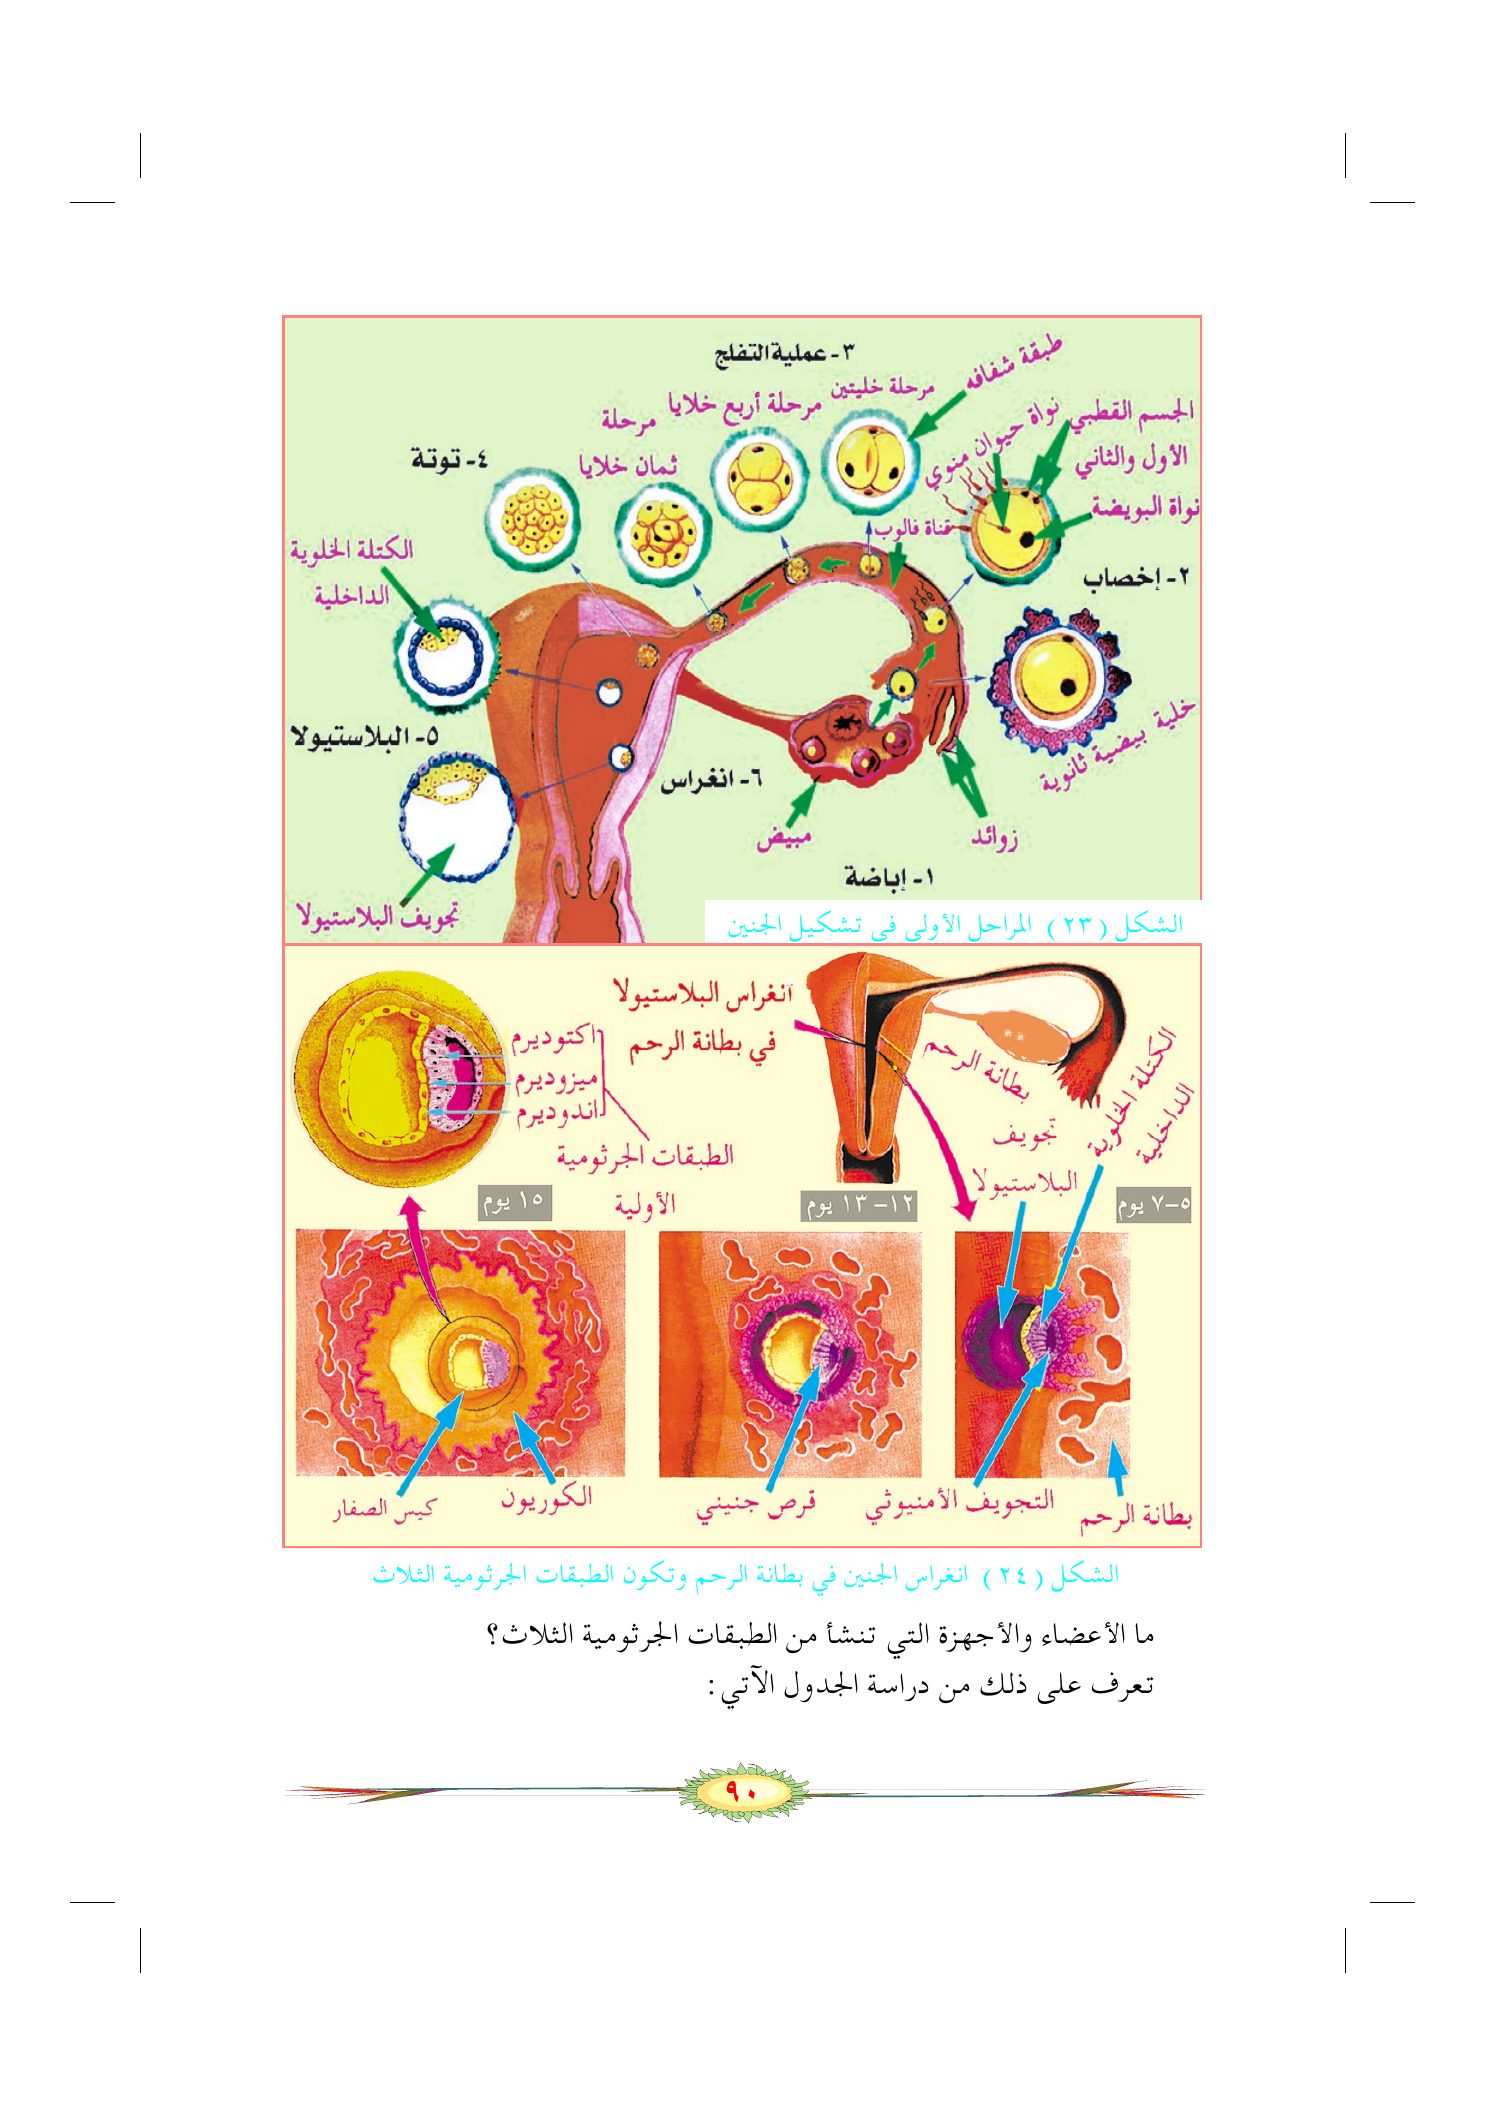 ٣- عملية التفلج
طبقة شفافه
مرحلة خليتين
مرحلة أربع خلايا
مرحلة
ثمان خلايا
٤- توتة
نواة حيوان منوي
الجسم القطبي
الأول والثاني
نواة البويضة
قناة فالوب
٢- إخصاب
الكتلة الخلوية
الداخلية
خلية بيضية ثانوية
٥- البلاستيولا
٦- انغراس
مبيض
زوائد
١- إباضة
تجويف البلاستيولا
الشكل (٢٣) المراحل الأولى في تشكيل الجنين
انغراس البلاستيولا
في بطانة الرحم
اكتوديرم
ميزوديرم
اندوديرم
الطبقات الجرثومية
الأولية
بطانة الرحم
تجويف
البلاستيولا
الكتلة الخلوية
الداخلية
٥-٧ يوم
١٢-١٣ يوم
١٥ يوم
بطانة الرحم
التجويف الأمنيوثي
قرص جنيني
الكوريون
كيس الصفار
الشكل (٢٤) انغراس الجنين في بطانة الرحم وتكون الطبقات الجرثومية الثلاث
ما الأعضاء والأجهزة التي تنشأ من الطبقات الجرثومية الثلاث؟
تعرف على ذلك من دراسة الجدول الآتي:
٩٠